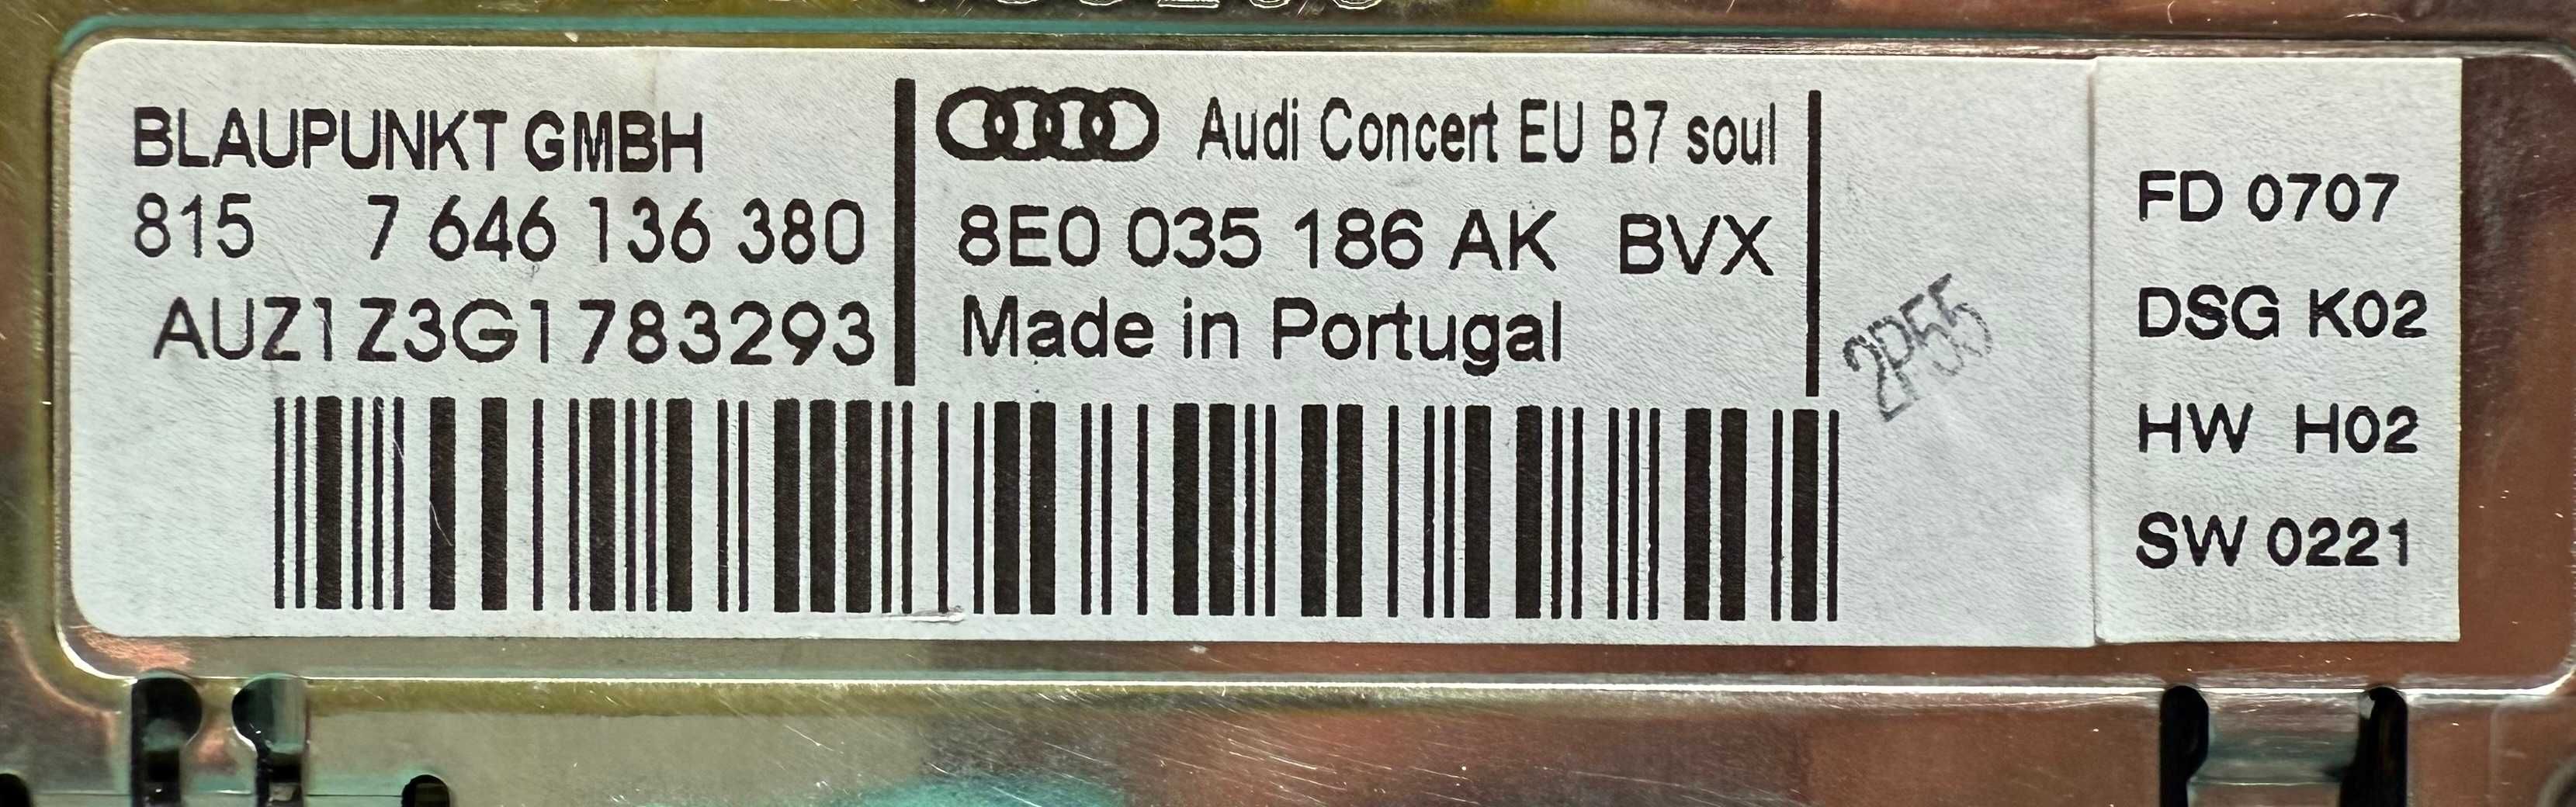 BLAUPUNKT GMBH
815 7 646 136 380
AUZ1Z3G1783293
Audi Concert EU B7 soul
8E0 035 186 AK BVX
Made in Portugal
2P55
FD 0707
DSG K02
HW H02
SW 0221